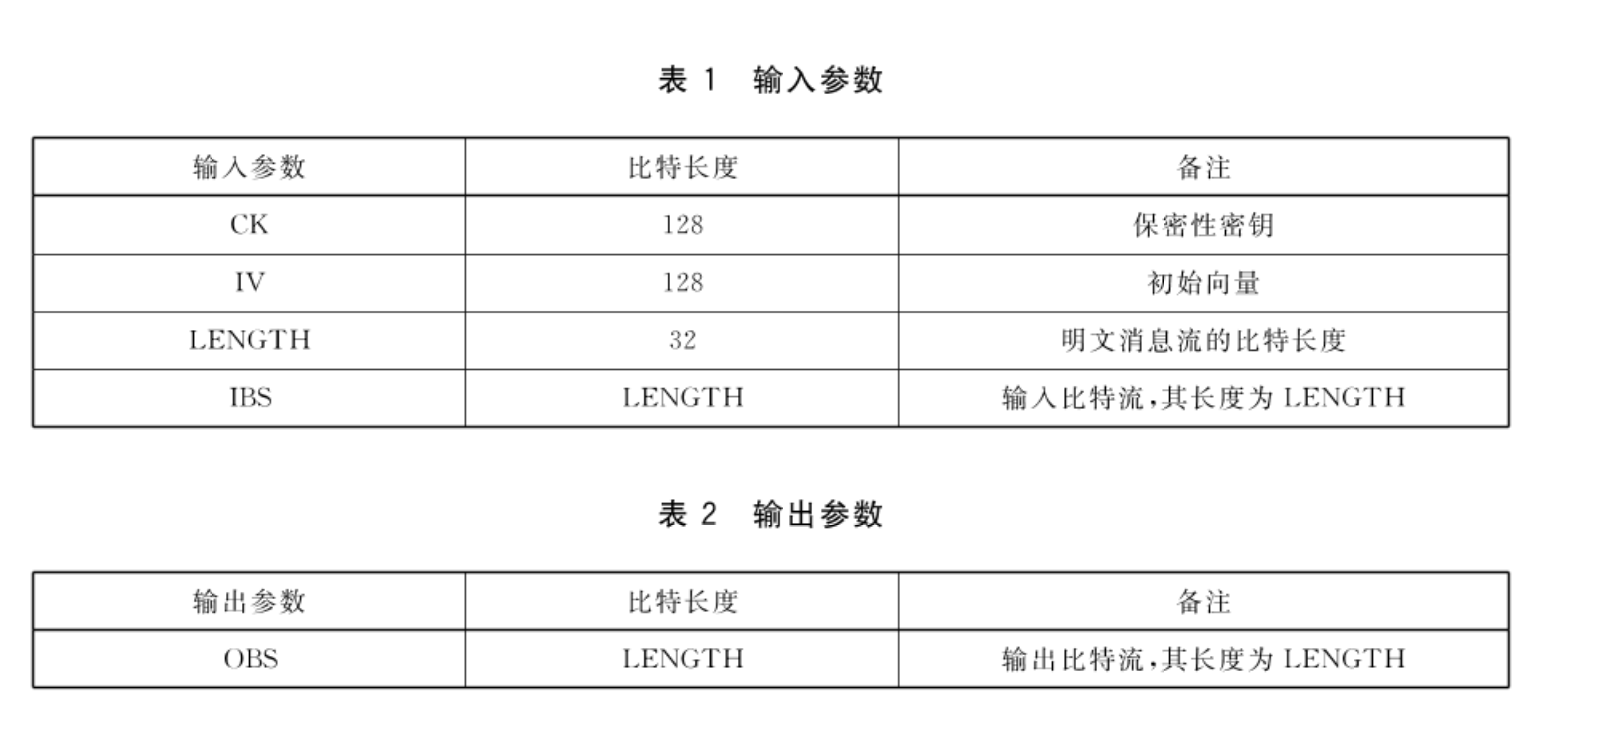 表 1 输入参数
输入参数 比特长度 备注
CK 128 保密性密钥
IV 128 初始向量
LENGTH 32 明文消息流的比特长度
IBS LENGTH 输入比特流,其长度为 LENGTH
表 2 输出参数
输出参数 比特长度 备注
OBS LENGTH 输出比特流,其长度为 LENGTH